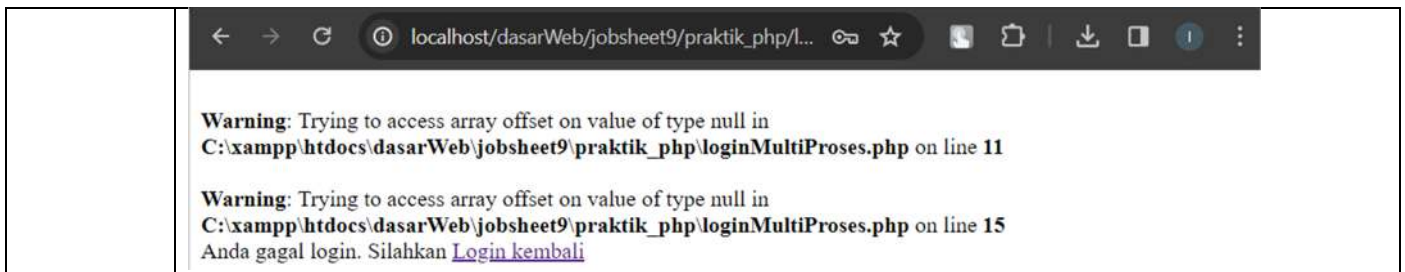 localhost/dasarWeb/jobsheet9/praktik_php/l...
I
Warning: Trying to access array offset on value of type null in
C:\xampp\htdocs\dasarWeb\jobsheet9\praktik_php\loginMultiProses.php on line 11
Warning: Trying to access array offset on value of type null in
C:\xampp\htdocs\dasarWeb\jobsheet9\praktik_php\loginMultiProses.php on line 15
Anda gagal login. Silahkan Login kembali